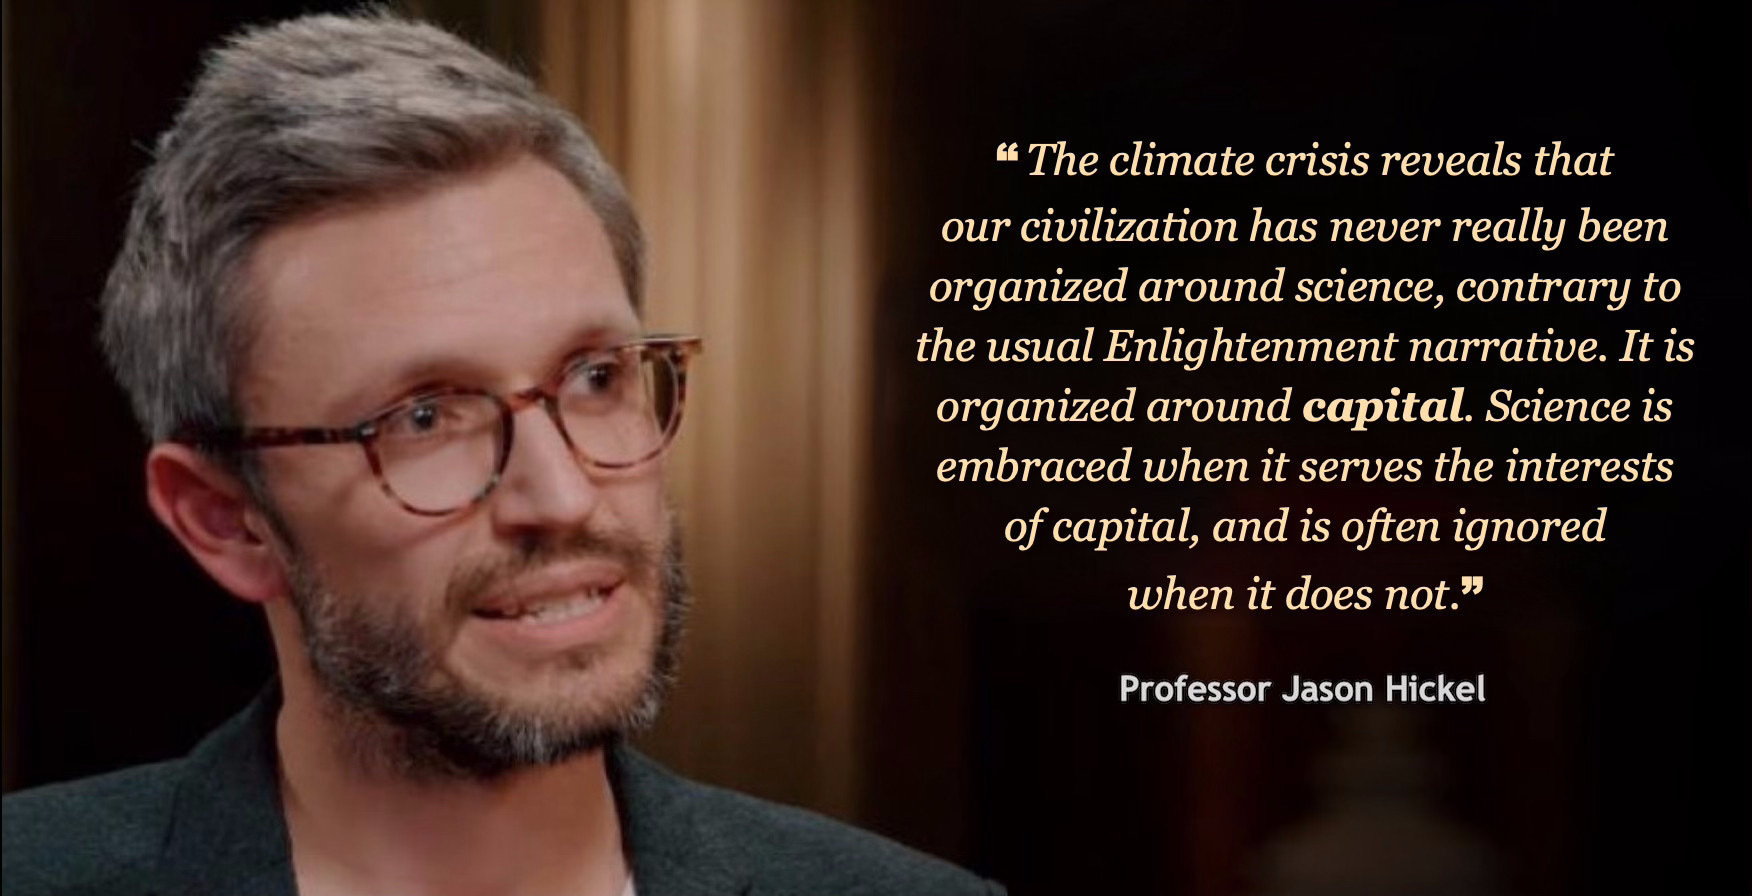 ❝ The climate crisis reveals that
our civilization has never really been
organized around science, contrary to
the usual Enlightenment narrative. It is
organized around capital. Science is
embraced when it serves the interests
of capital, and is often ignored
when it does not.❞
Professor Jason Hickel